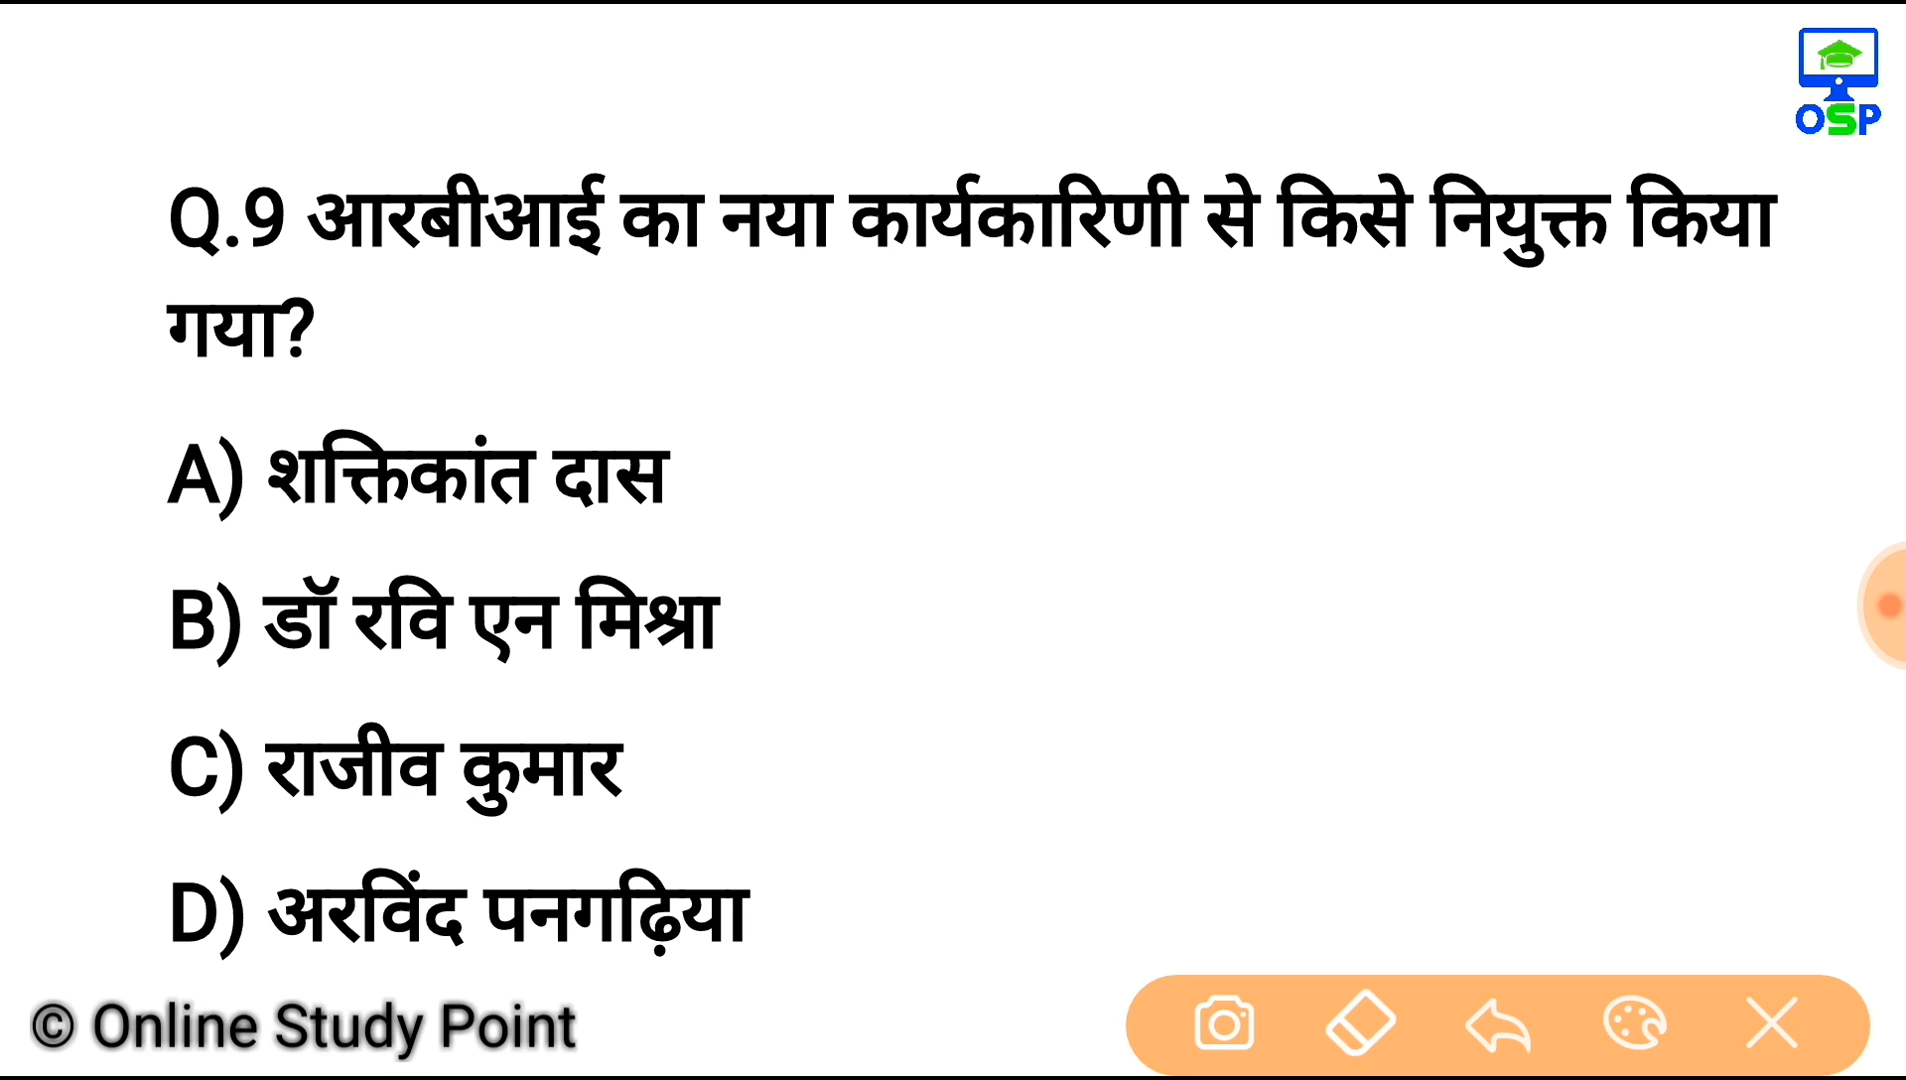 OSP
Q.9 आरबीआई का नया कार्यकारिणी से किसे नियुक्त किया
गया?
A) शक्तिकांत दास
B) डॉ रवि एन मिश्रा
C) राजीव कुमार
D) अरविंद पनगढ़िया
© Online Study Point